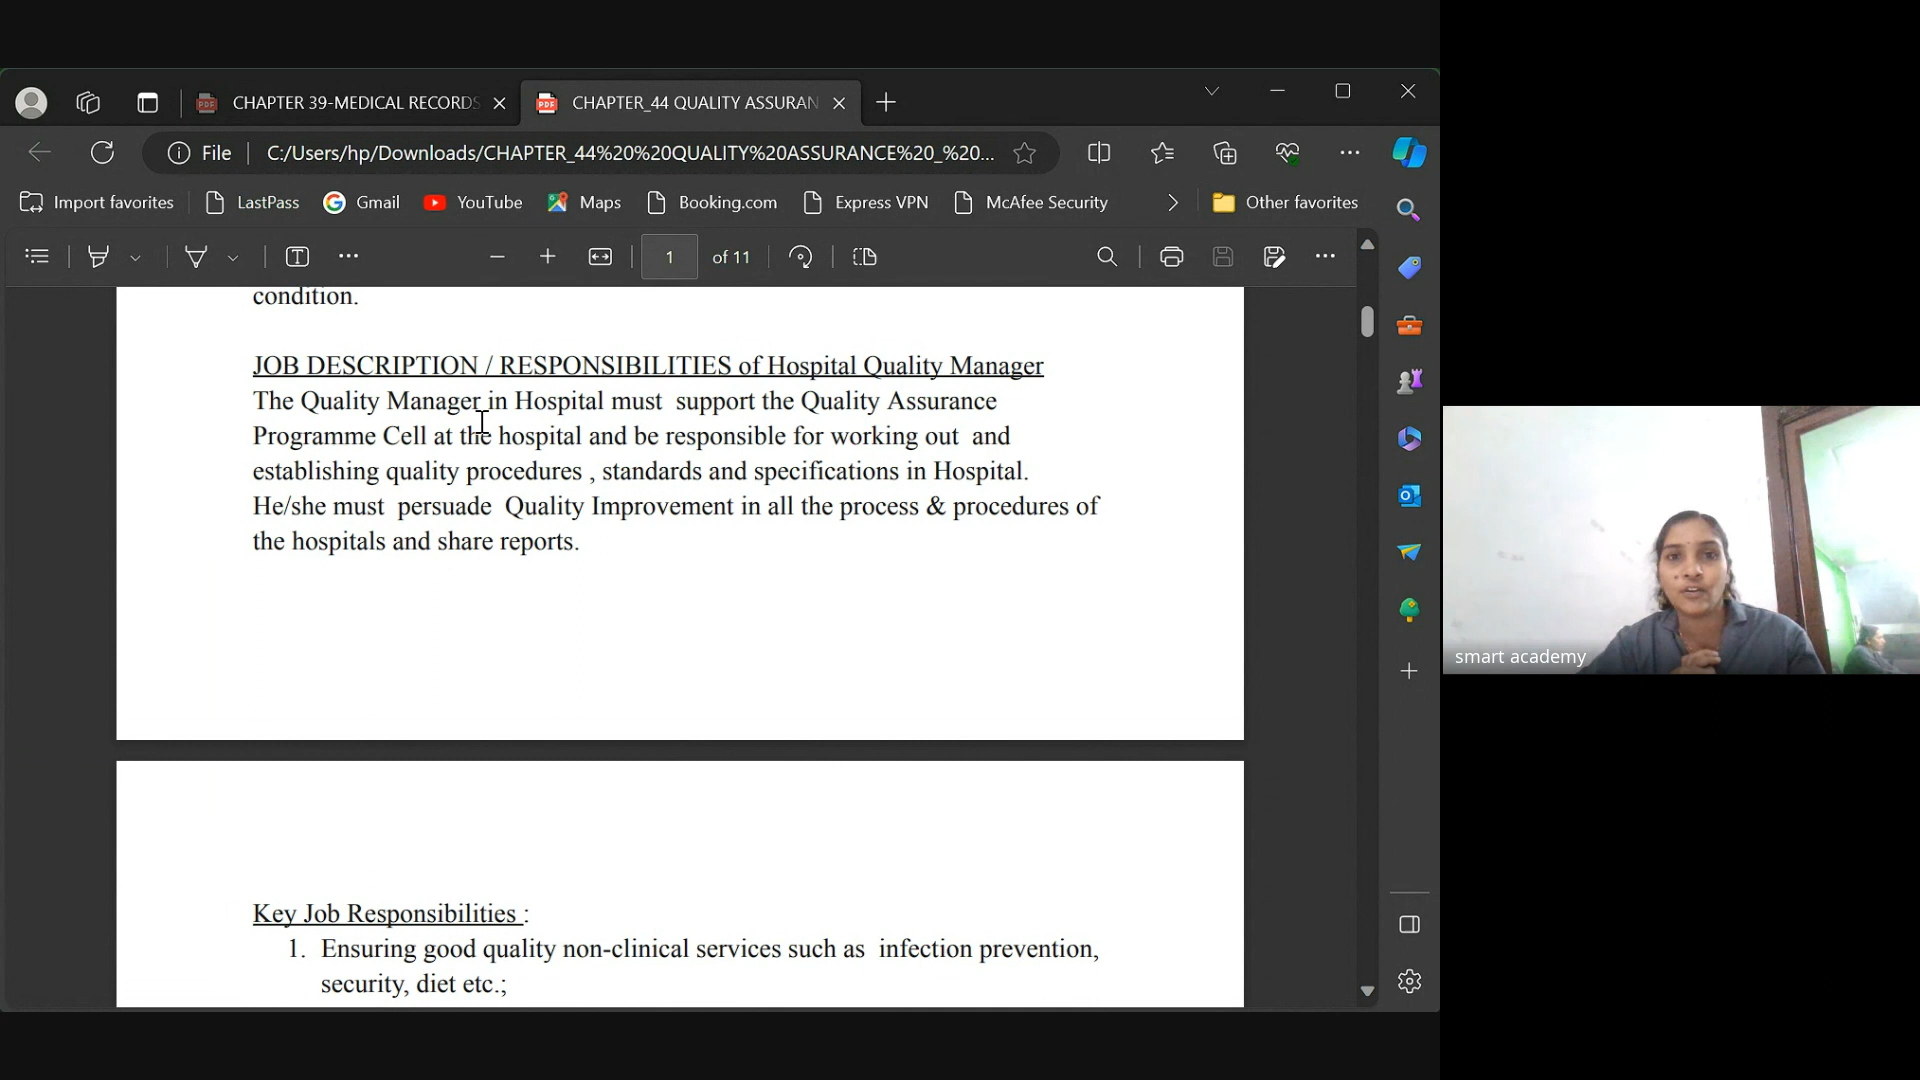 CHAPTER 39-MEDICAL RECORDS
CHAPTER_44 QUALITY ASSURAN
File
C:/Users/hp/Downloads/CHAPTER_44%20%20QUALITY%20ASSURANCE%20_%20...
Import favorites
LastPass
Gmail
YouTube
Maps
Booking.com
Express VPN
McAfee Security
Other favorites
1 of 11
condition.
JOB DESCRIPTION / RESPONSIBILITIES of Hospital Quality Manager
The Quality Manager in Hospital must  support the Quality Assurance
Programme Cell at the hospital and be responsible for working out  and
establishing quality procedures , standards and specifications in Hospital.
He/she must  persuade  Quality Improvement in all the process & procedures of
the hospitals and share reports.
Key Job Responsibilities :
1. Ensuring good quality non-clinical services such as  infection prevention,
security, diet etc.;
smart academy